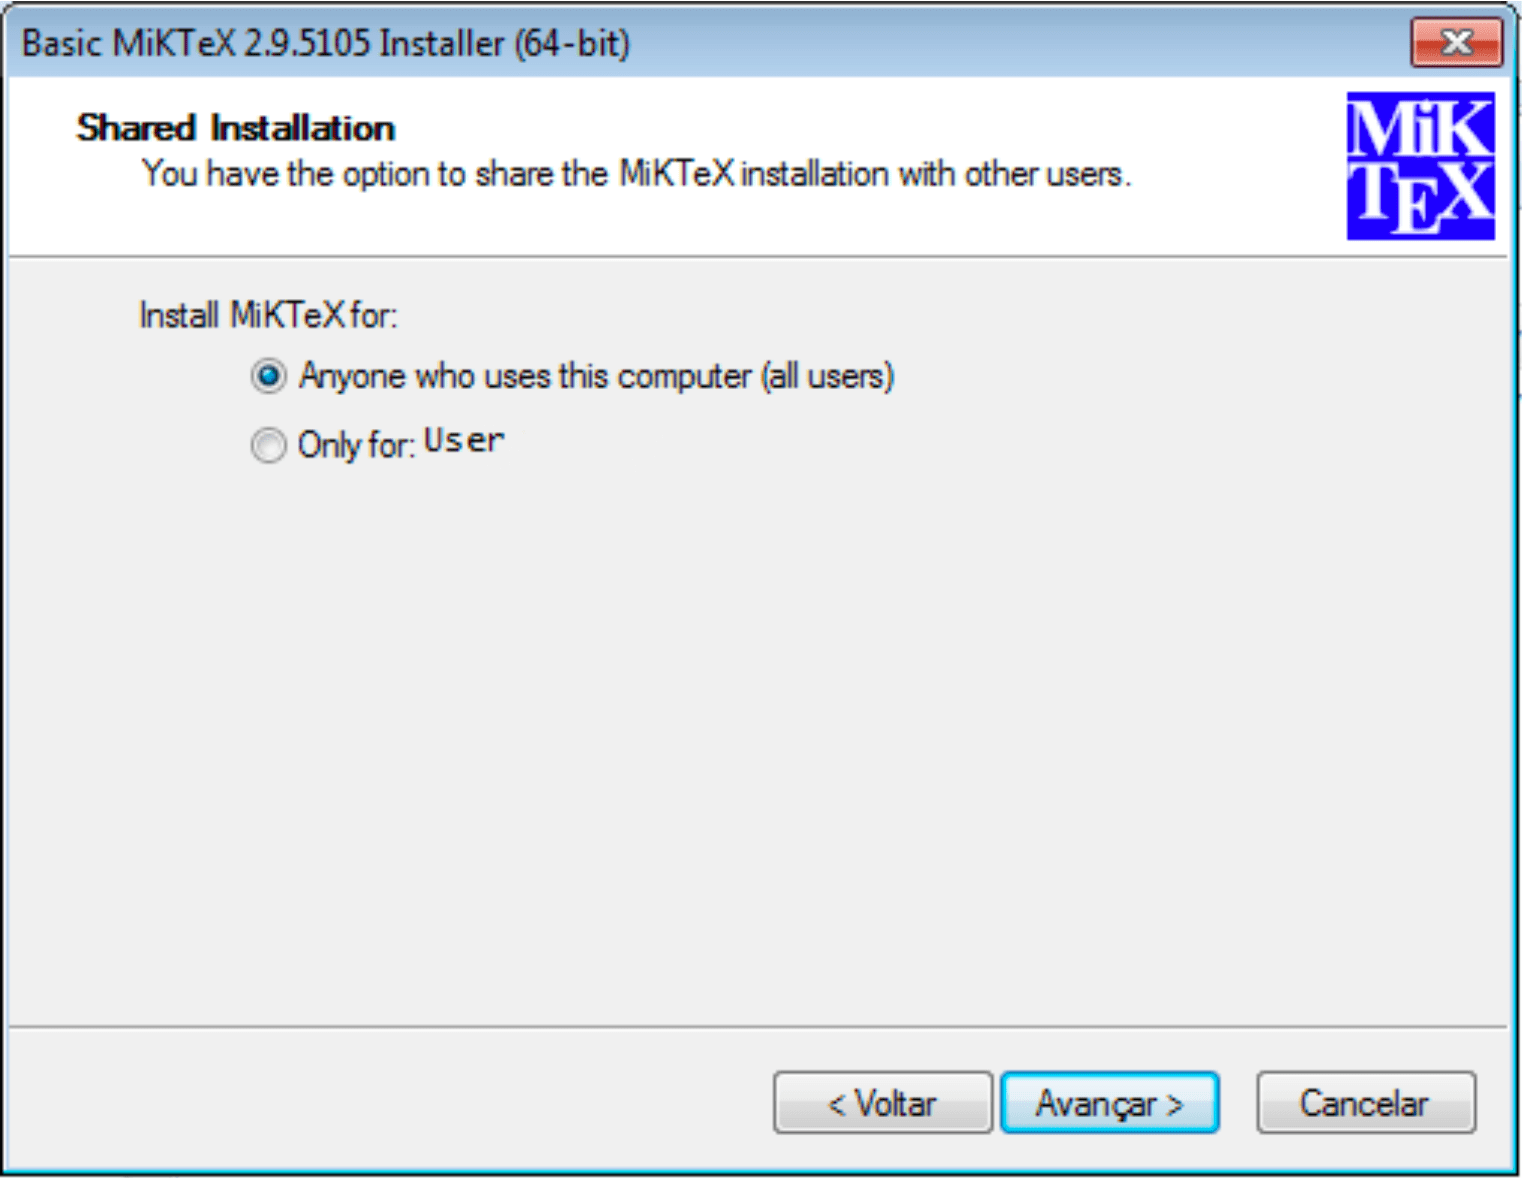 Basic MiKTeX 2.9.5105 Installer (64-bit)
Shared Installation
You have the option to share the MiKTeX installation with other users.
MiK
TEX
Install MiKTeX for:
Anyone who uses this computer (all users)
Only for: User
< Voltar
Avançar >
Cancelar